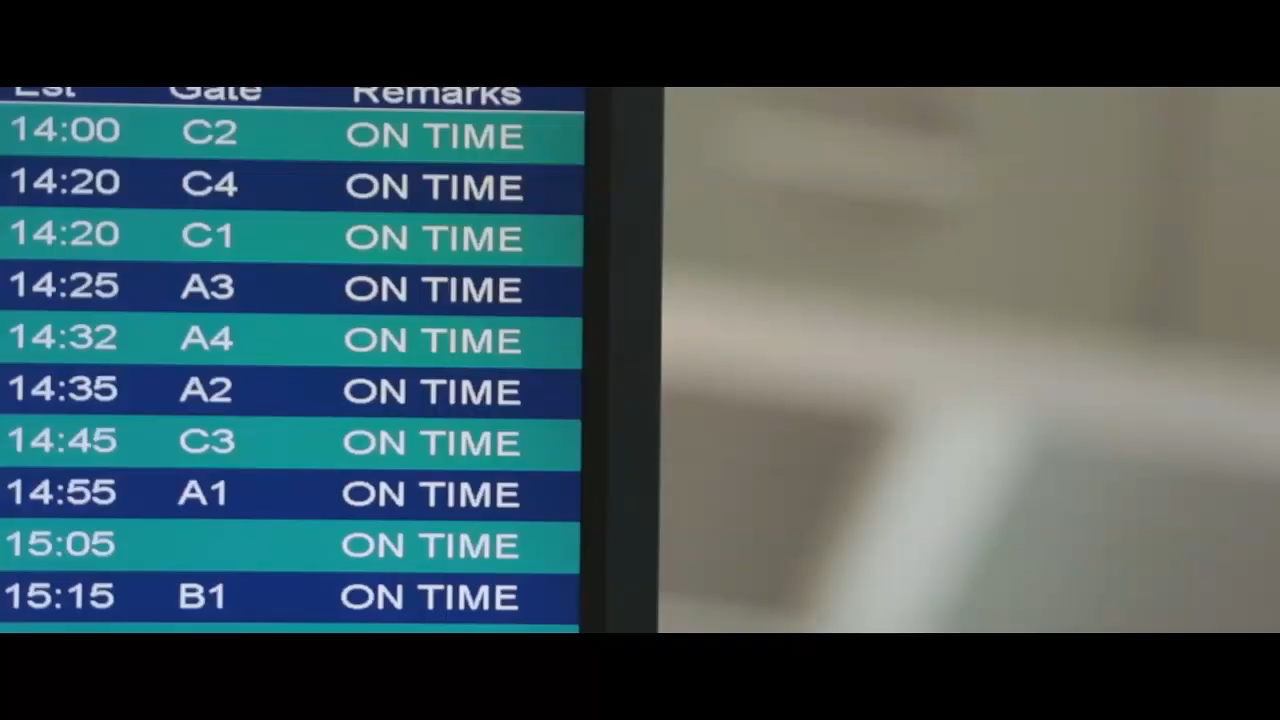 Est Gate Remarks
14:00 C2 ON TIME
14:20 C4 ON TIME
14:20 C1 ON TIME
14:25 A3 ON TIME
14:32 A4 ON TIME
14:35 A2 ON TIME
14:45 C3 ON TIME
14:55 A1 ON TIME
15:05 ON TIME
15:15 B1 ON TIME